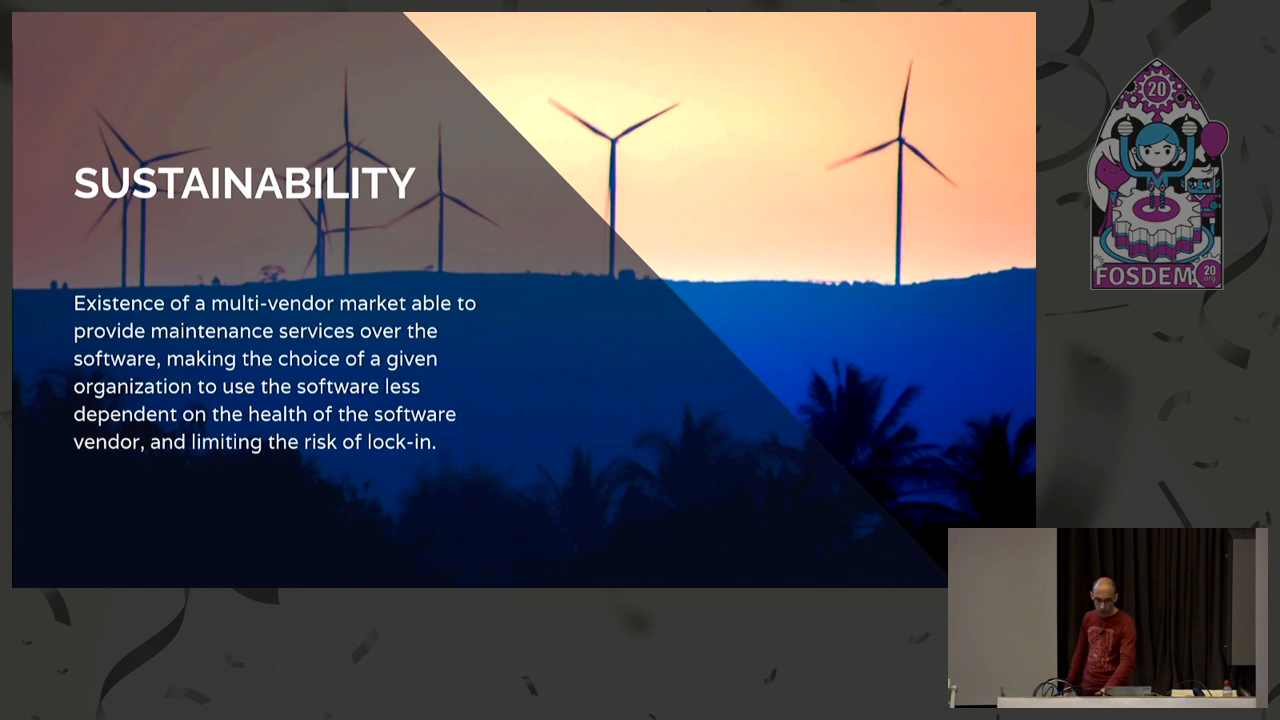 SUSTAINABILITY
Existence of a multi-vendor market able to
provide maintenance services over the
software, making the choice of a given
organization to use the software less
dependent on the health of the software
vendor, and limiting the risk of lock-in.
20
FOSDEM
20
.org